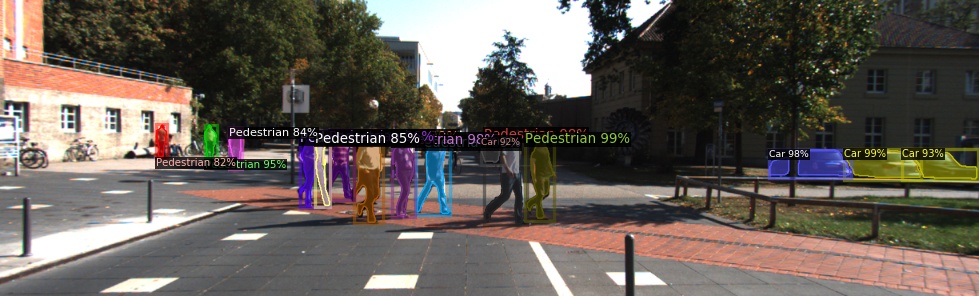 Pedestrian 84%
Pedestrian 85%
Pedestrian 99%
Car 92%
Car 98%
Car 99%
Car 93%
Pedestrian 82%
trian 95%